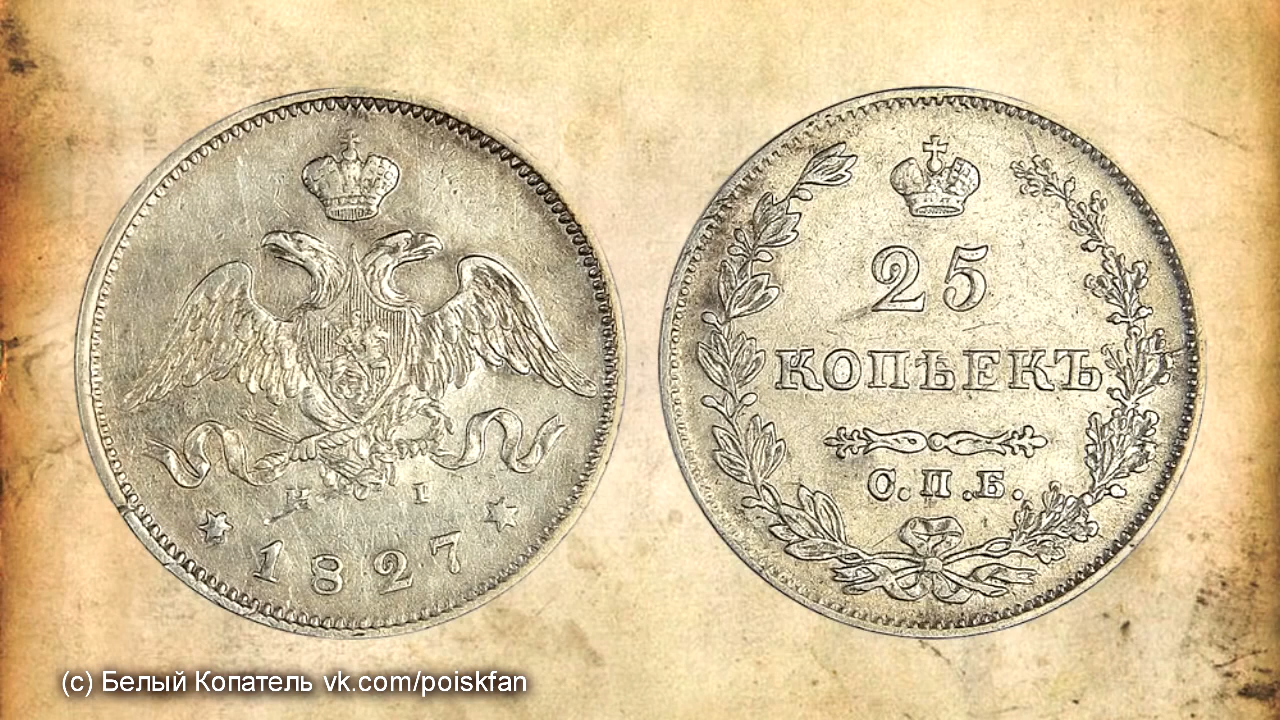 Н Г
1827
25
КОПѢЕКЪ
С.П.Б.
(с) Белый Копатель vk.com/poiskfan